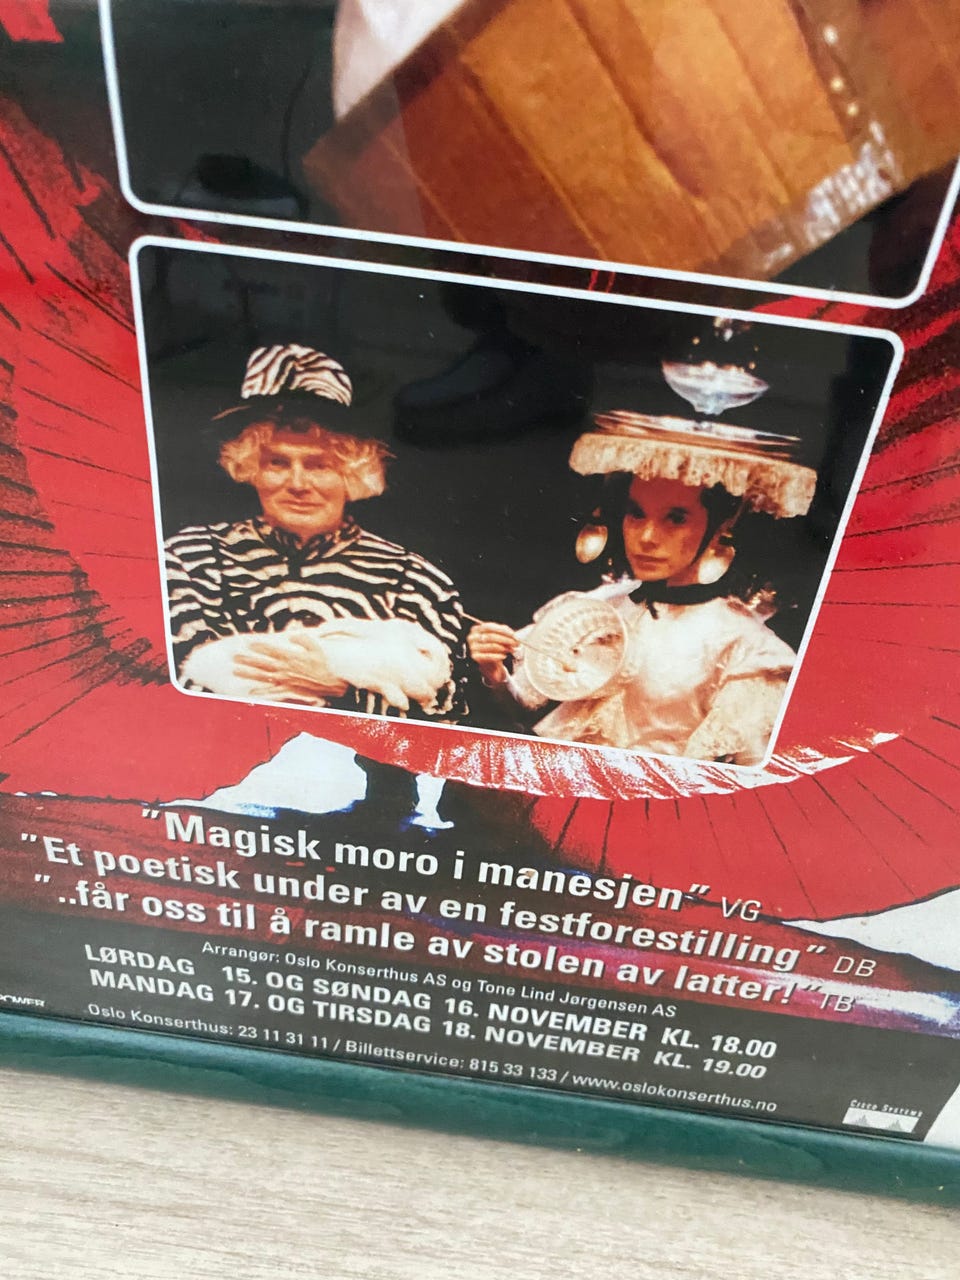 "Magisk moro i manesjen" VG
"Et poetisk under av en festforestilling" DB
"..får oss til å ramle av stolen av latter!" TB
Arrangør: Oslo Konserthus AS og Tone Lind Jørgensen AS
LØRDAG 15. OG SØNDAG 16. NOVEMBER KL. 18.00
MANDAG 17. OG TIRSDAG 18. NOVEMBER KL. 19.00
Oslo Konserthus: 23 11 31 11 / Billettservice: 815 33 133 / www.oslokonserthus.no
POWER
CISCO SYSTEMS